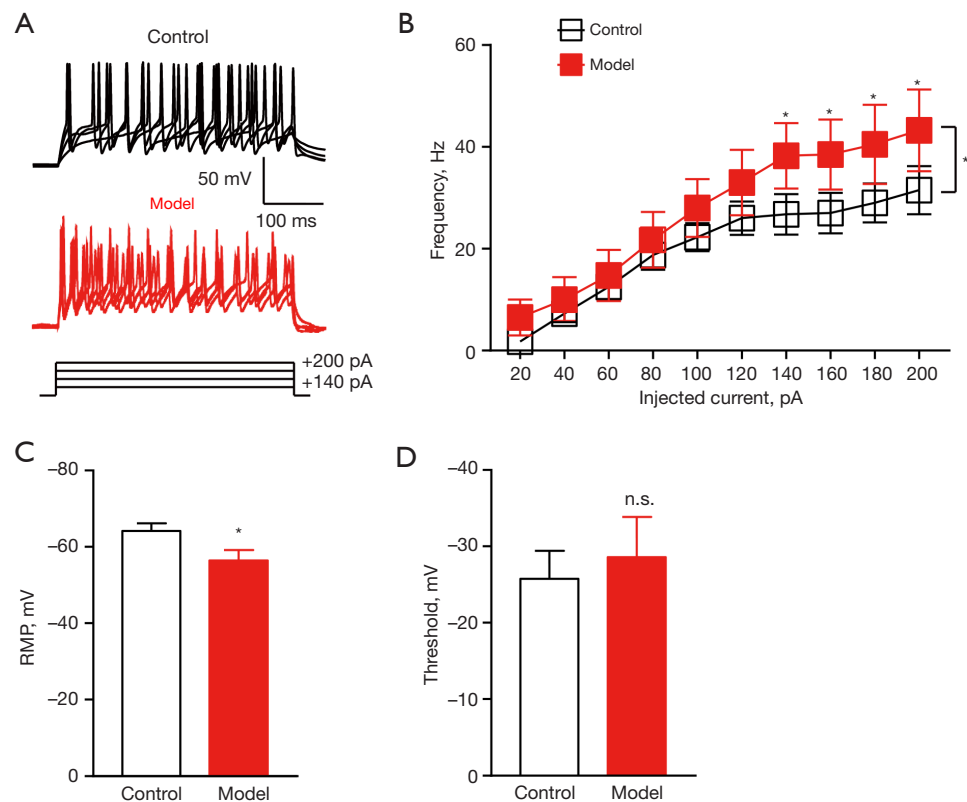 A
Control
50 mV
100 ms
Model
+200 pA
+140 pA
B
Control
Model
Frequency, Hz
60
40
20
0
* * * *
*
20 40 60 80 100 120 140 160 180 200
Injected current, pA
C
RMP, mV
–80
–60
–40
–20
0
*
Control Model
D
Threshold, mV
–40
–30
–20
–10
0
n.s.
Control Model